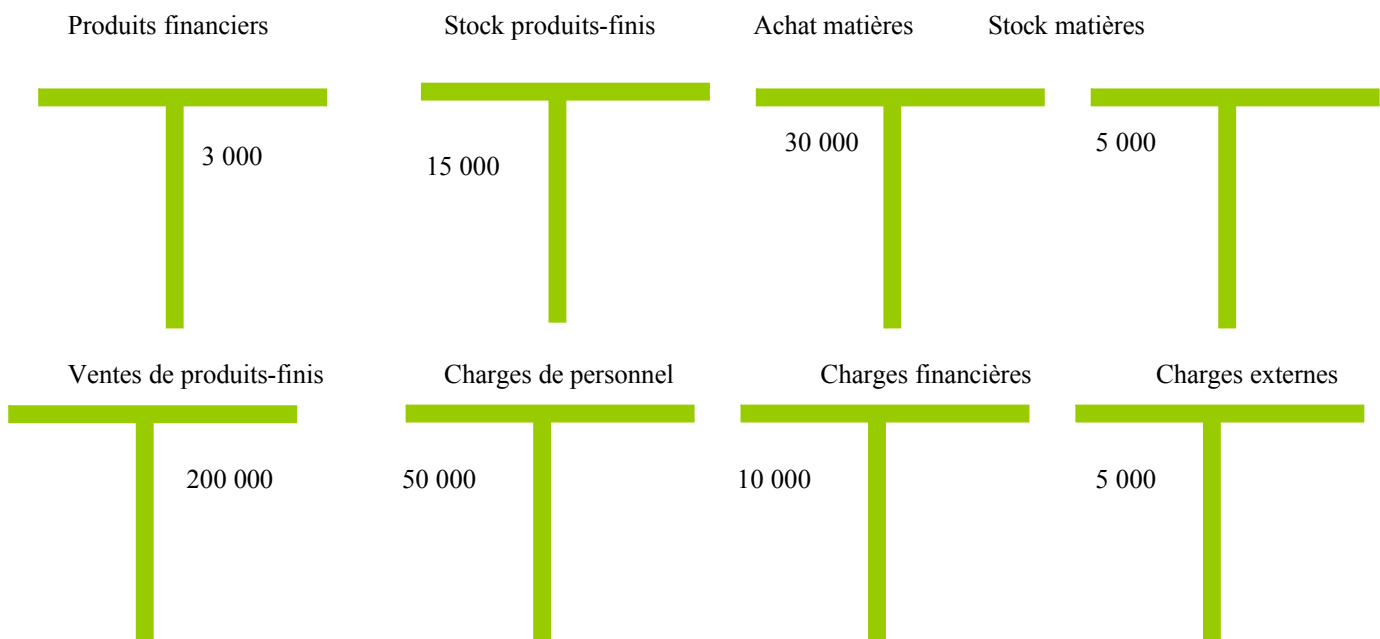 Produits financiers Stock produits-finis Achat matières Stock matières
3 000 15 000 30 000 5 000
Ventes de produits-finis Charges de personnel Charges financières Charges externes
200 000 50 000 10 000 5 000